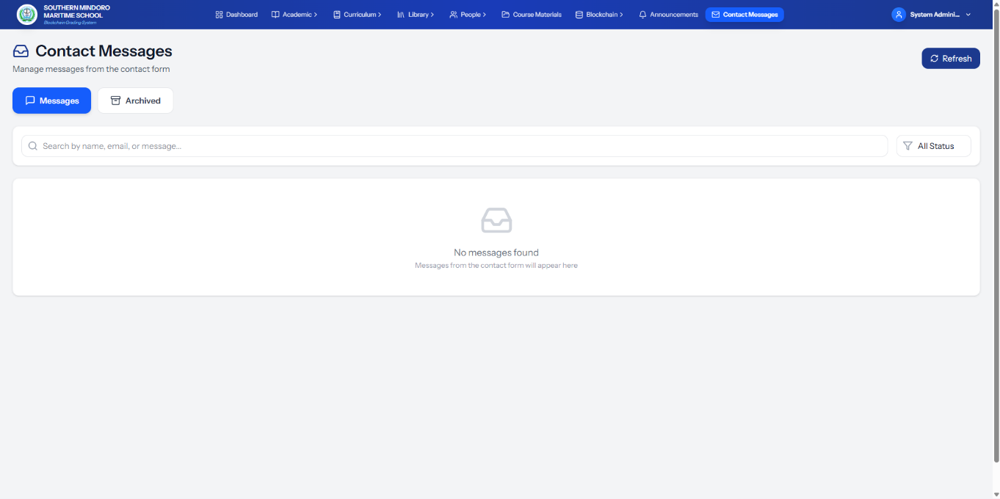 SOUTHERN MINDORO
MARITIME SCHOOL
Blockchain Grading System
Dashboard
Academic
Curriculum
Library
People
Course Materials
Blockchain
Announcements
Contact Messages
System Admini...
Contact Messages
Manage messages from the contact form
Refresh
Messages
Archived
Search by name, email, or message...
All Status
No messages found
Messages from the contact form will appear here